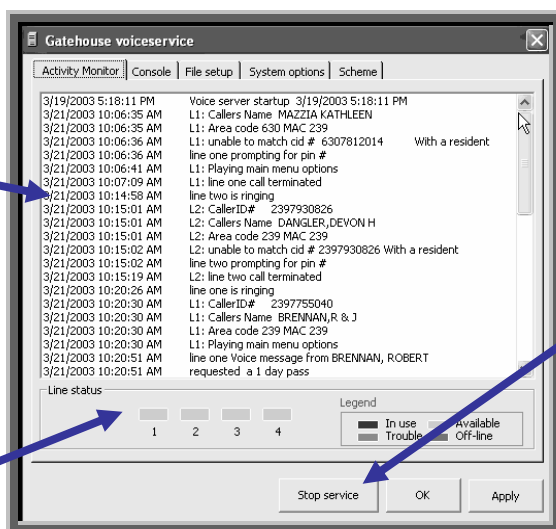 Gatehouse voiceservice
Activity Monitor Console File setup System options Scheme
3/19/2003 5:18:11 PM Voice server startup 3/19/2003 5:18:11 PM
3/21/2003 10:06:35 AM L1: Callers Name MAZZIA KATHLEEN
3/21/2003 10:06:35 AM L1: Area code 630 MAC 239
3/21/2003 10:06:36 AM L1: unable to match cid # 6307812014 With a resident
3/21/2003 10:06:36 AM line one prompting for pin #
3/21/2003 10:06:41 AM L1: Playing main menu options
3/21/2003 10:07:09 AM L1: line one call terminated
3/21/2003 10:14:58 AM line two is ringing
3/21/2003 10:15:01 AM L2: CallerID# 2397930826
3/21/2003 10:15:01 AM L2: Callers Name DANGLER,DEVON H
3/21/2003 10:15:01 AM L2: Area code 239 MAC 239
3/21/2003 10:15:02 AM L2: unable to match cid # 2397930826 With a resident
3/21/2003 10:15:02 AM line two prompting for pin #
3/21/2003 10:15:19 AM L2: line two call terminated
3/21/2003 10:20:26 AM line one is ringing
3/21/2003 10:20:30 AM L1: CallerID# 2397755040
3/21/2003 10:20:30 AM L1: Callers Name BRENNAN,R & J
3/21/2003 10:20:30 AM L1: Area code 239 MAC 239
3/21/2003 10:20:30 AM L1: Playing main menu options
3/21/2003 10:20:51 AM line one Voice message from BRENNAN, ROBERT
3/21/2003 10:20:51 AM requested a 1 day pass
Line status
Legend
In use Available
Trouble Off-line
1 2 3 4
Stop service OK Apply